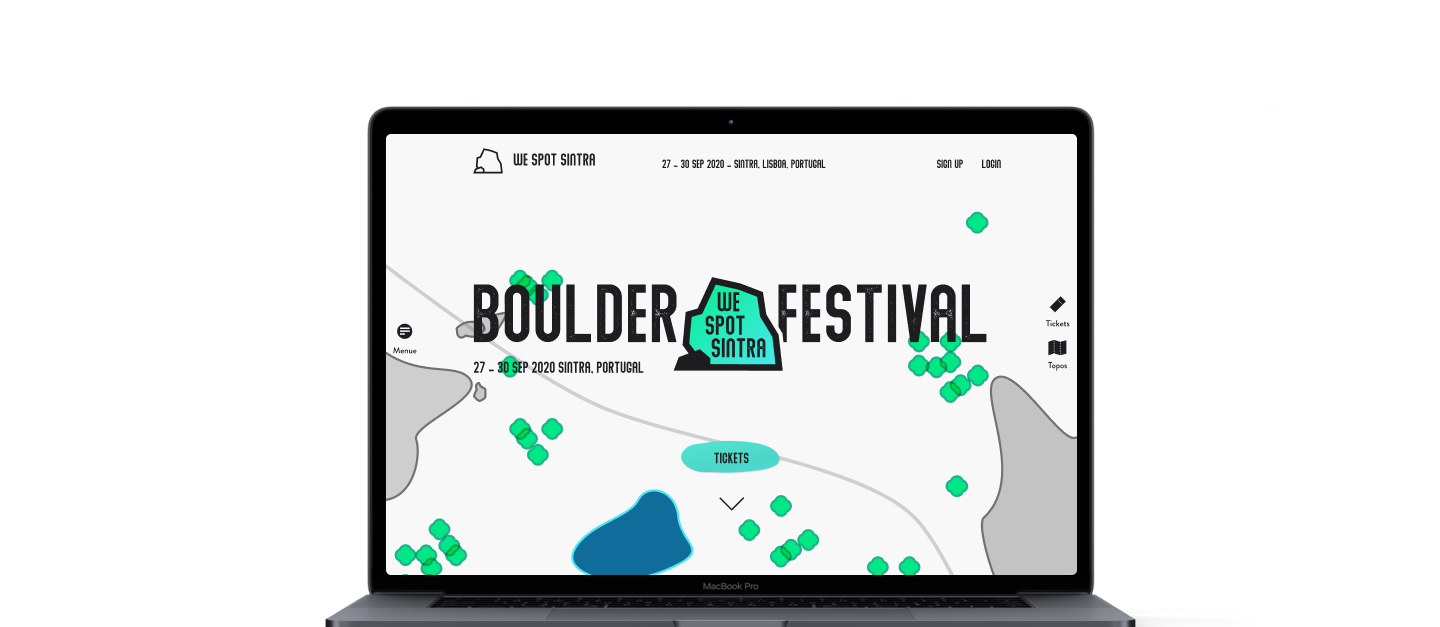 WE SPOT SINTRA
27 – 30 SEP 2020 – SINTRA, LISBOA, PORTUGAL
SIGN UP
LOGIN
BOULDER
WE
SPOT
SINTRA
FESTIVAL
27 – 30 SEP 2020 SINTRA, PORTUGAL
Menue
Tickets
Topos
TICKETS
MacBook Pro